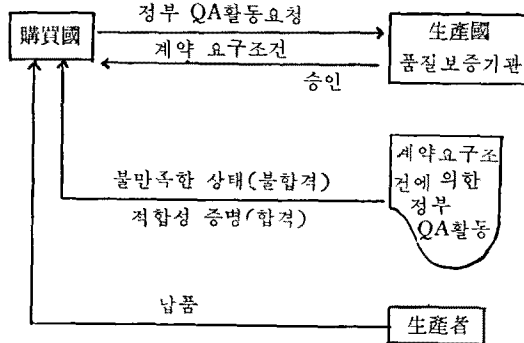 정부 QA활동요청
購買國
生產國
계약 요구조건
품질보증기관
승인
계약요구조
건에 의한
불만족한 상태(불합격)
정부
적합성 증명(합격)
QA활동
납품
生產者